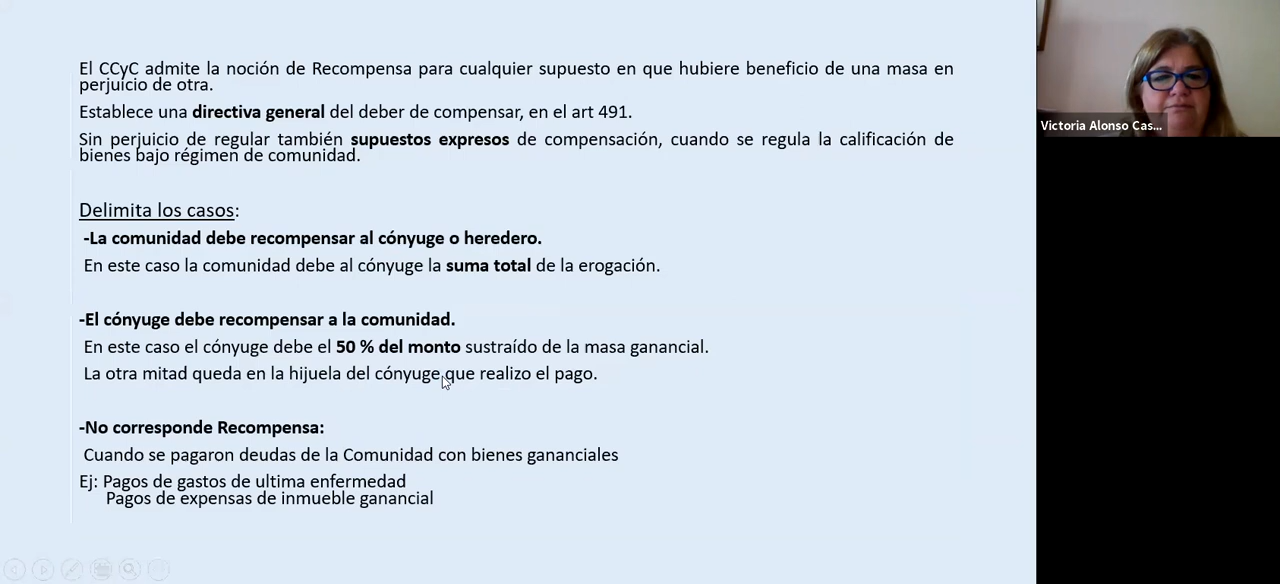 El CCyC admite la noción de Recompensa para cualquier supuesto en que hubiere beneficio de una masa en
perjuicio de otra.
Establece una directiva general del deber de compensar, en el art 491.
Sin perjuicio de regular también supuestos expresos de compensación, cuando se regula la calificación de
bienes bajo régimen de comunidad.
Delimita los casos:
-La comunidad debe recompensar al cónyuge o heredero.
En este caso la comunidad debe al cónyuge la suma total de la erogación.
-El cónyuge debe recompensar a la comunidad.
En este caso el cónyuge debe el 50 % del monto sustraído de la masa ganancial.
La otra mitad queda en la hijuela del cónyuge que realizo el pago.
-No corresponde Recompensa:
Cuando se pagaron deudas de la Comunidad con bienes gananciales
Ej: Pagos de gastos de ultima enfermedad
Pagos de expensas de inmueble ganancial
Victoria Alonso Cas...